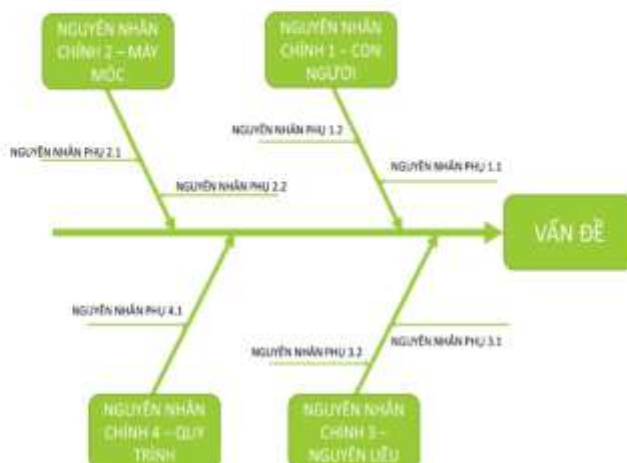 NGUYÊN NHÂN
CHÍNH 2 – MÁY
MÓC
NGUYÊN NHÂN
CHÍNH 1 – CON
NGƯỜI
NGUYÊN NHÂN PHỤ 1.2
NGUYÊN NHÂN PHỤ 2.1
NGUYÊN NHÂN PHỤ 1.1
NGUYÊN NHÂN PHỤ 2.2
VẤN ĐỀ
NGUYÊN NHÂN PHỤ 4.1
NGUYÊN NHÂN PHỤ 3.1
NGUYÊN NHÂN PHỤ 3.2
NGUYÊN NHÂN
CHÍNH 4 – QUY
TRÌNH
NGUYÊN NHÂN
CHÍNH 3 –
NGUYÊN LIỆU